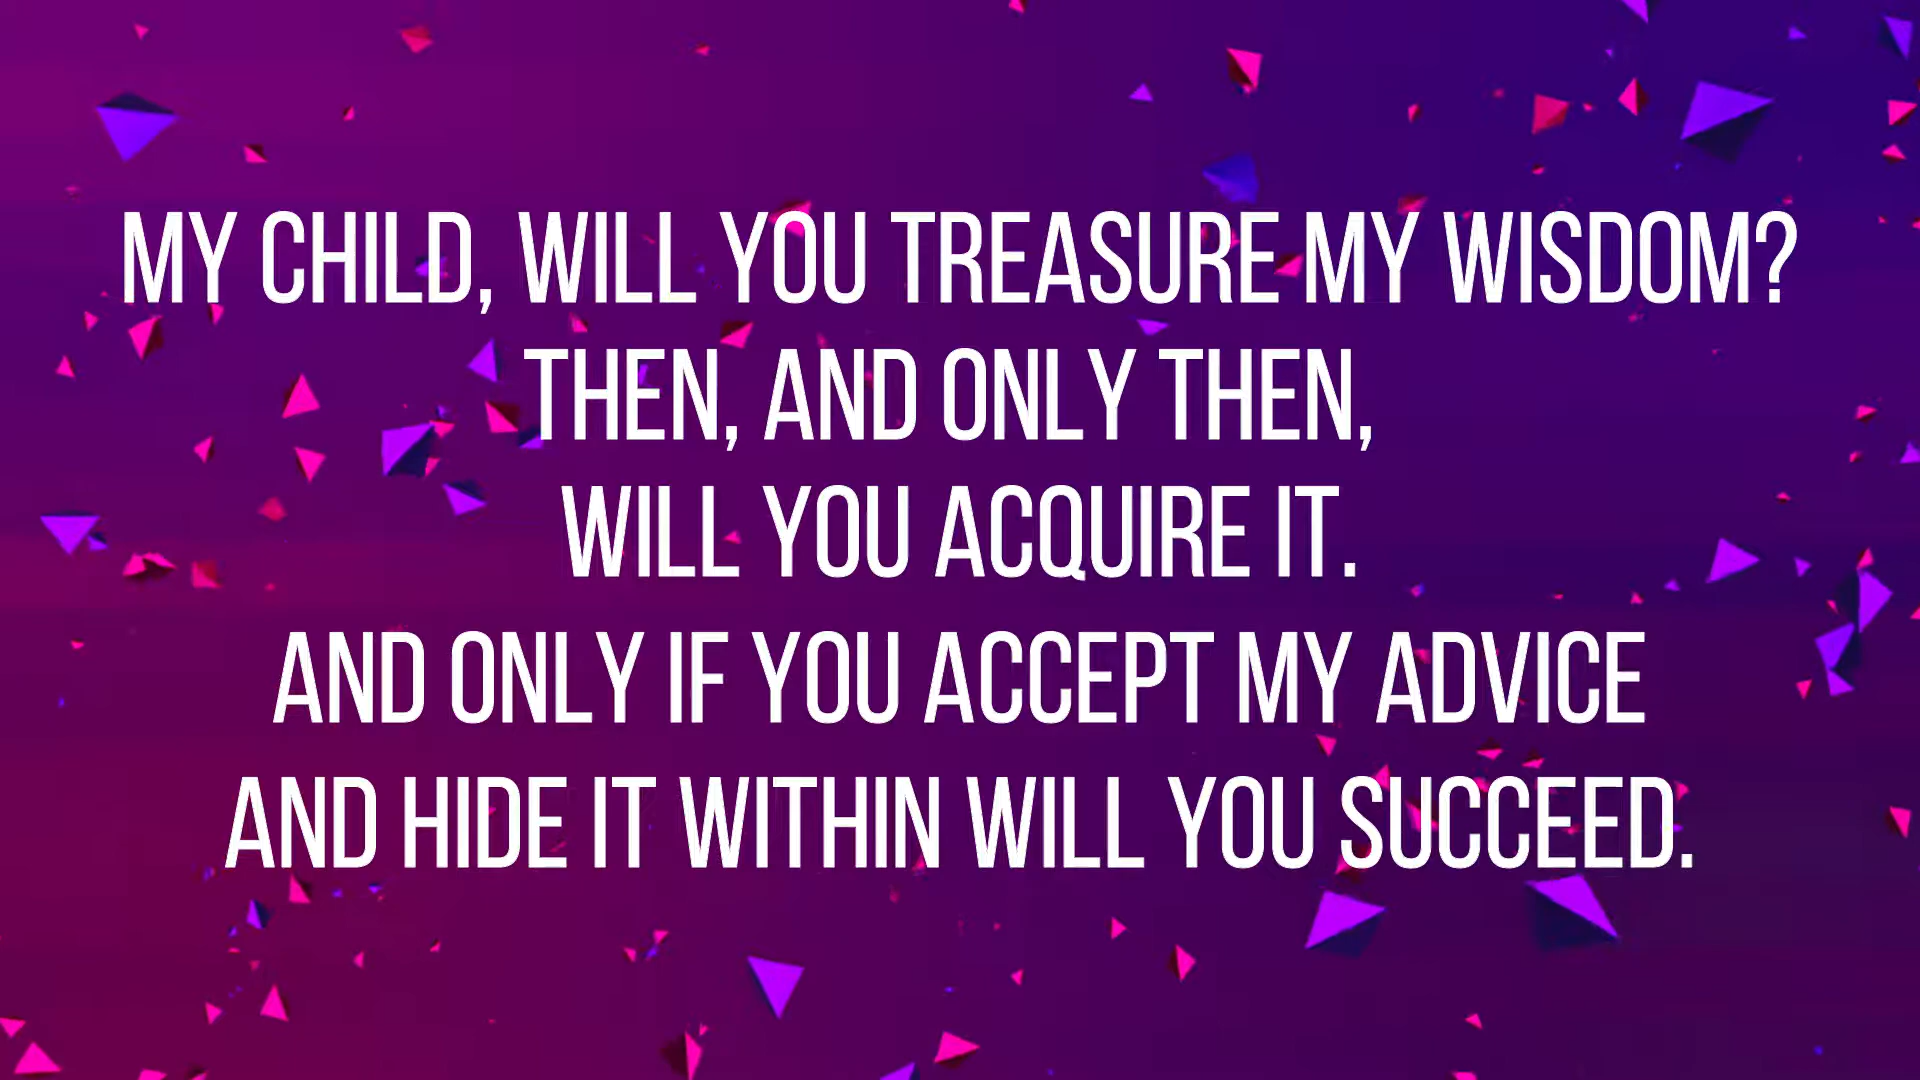 MY CHILD, WILL YOU TREASURE MY WISDOM?
THEN, AND ONLY THEN,
WILL YOU ACQUIRE IT.
AND ONLY IF YOU ACCEPT MY ADVICE
AND HIDE IT WITHIN WILL YOU SUCCEED.